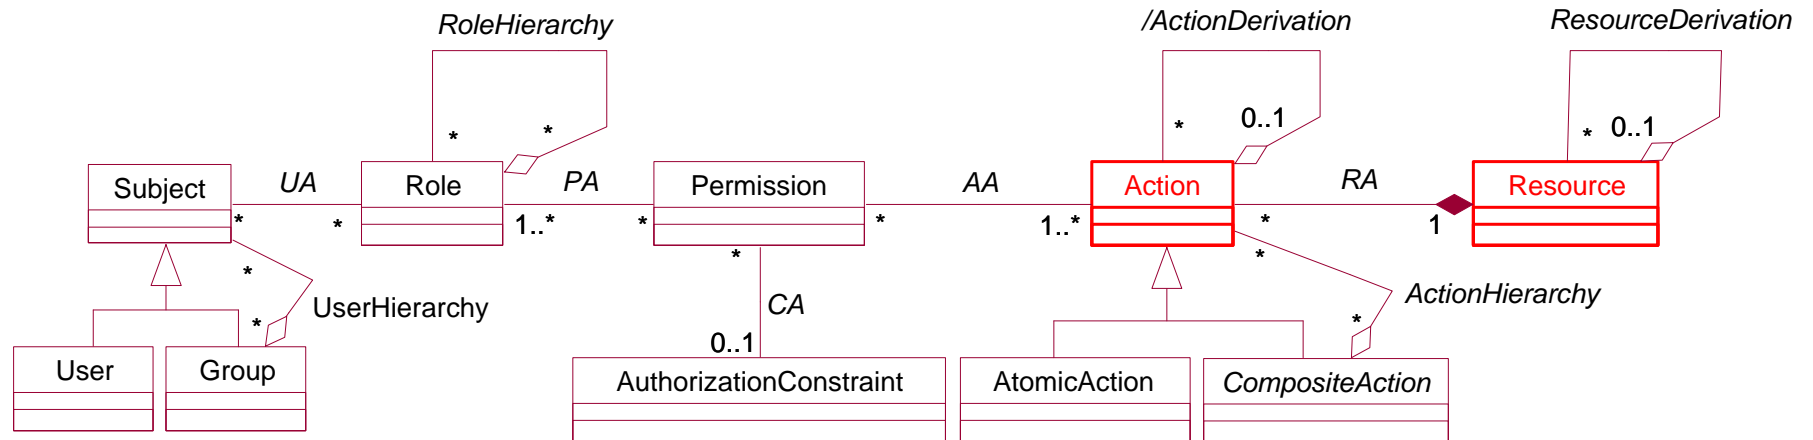 RoleHierarchy
/ActionDerivation
ResourceDerivation
* *
* 0..1
* 0..1
Subject
UA
Role
PA
Permission
AA
Action
RA
Resource
* *
1..* *
* 1..*
* 1
* * *
UserHierarchy
*
CA
0..1
ActionHierarchy
*
User
Group
AuthorizationConstraint
AtomicAction
CompositeAction